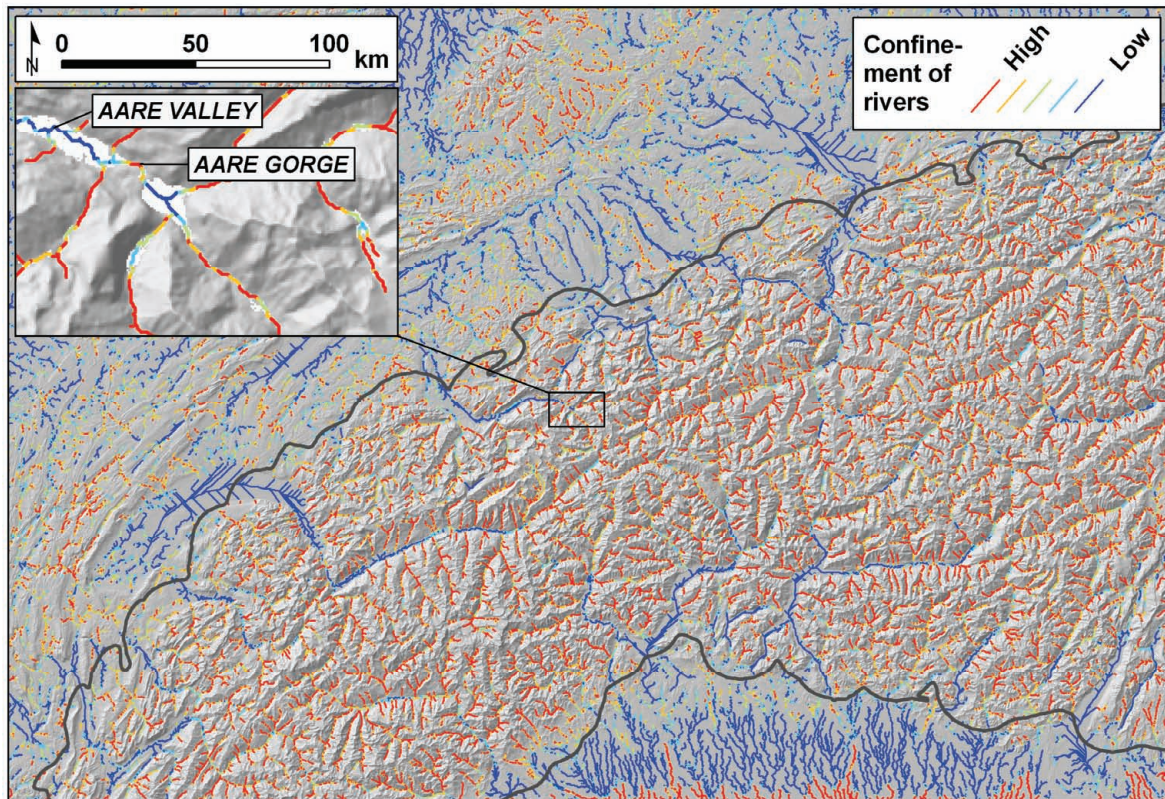 N
0 50 100
km
AARE VALLEY
AARE GORGE
Confine-
ment of
rivers
High
Low